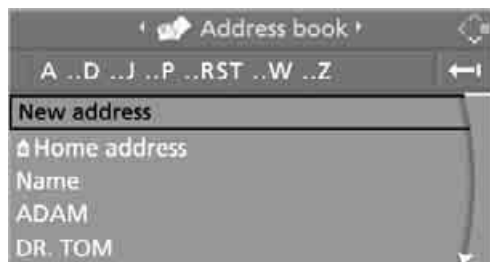 Address book
A ..D ..J ..P ..RST ..W ..Z
New address
Home address
Name
ADAM
DR. TOM